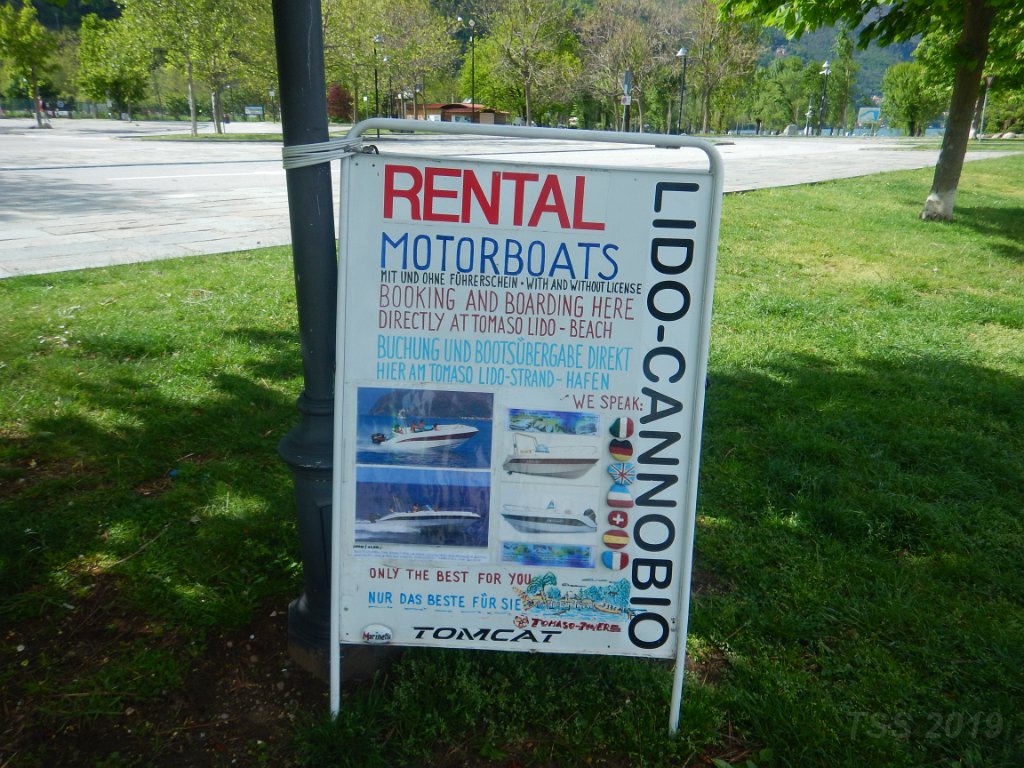 RENTAL
MOTORBOATS
MIT UND OHNE FÜHRERSCHEIN · WITH AND WITHOUT LICENSE
BOOKING AND BOARDING HERE
DIRECTLY AT TOMASO LIDO - BEACH
BUCHUNG UND BOOTSÜBERGABE DIREKT
HIER AM TOMASO LIDO-STRAND-HAFEN
WE SPEAK:
ONLY THE BEST FOR YOU
NUR DAS BESTE FÜR SIE
Marinello
TOMCAT
LIDO-CANNOBIO
TSS 2019